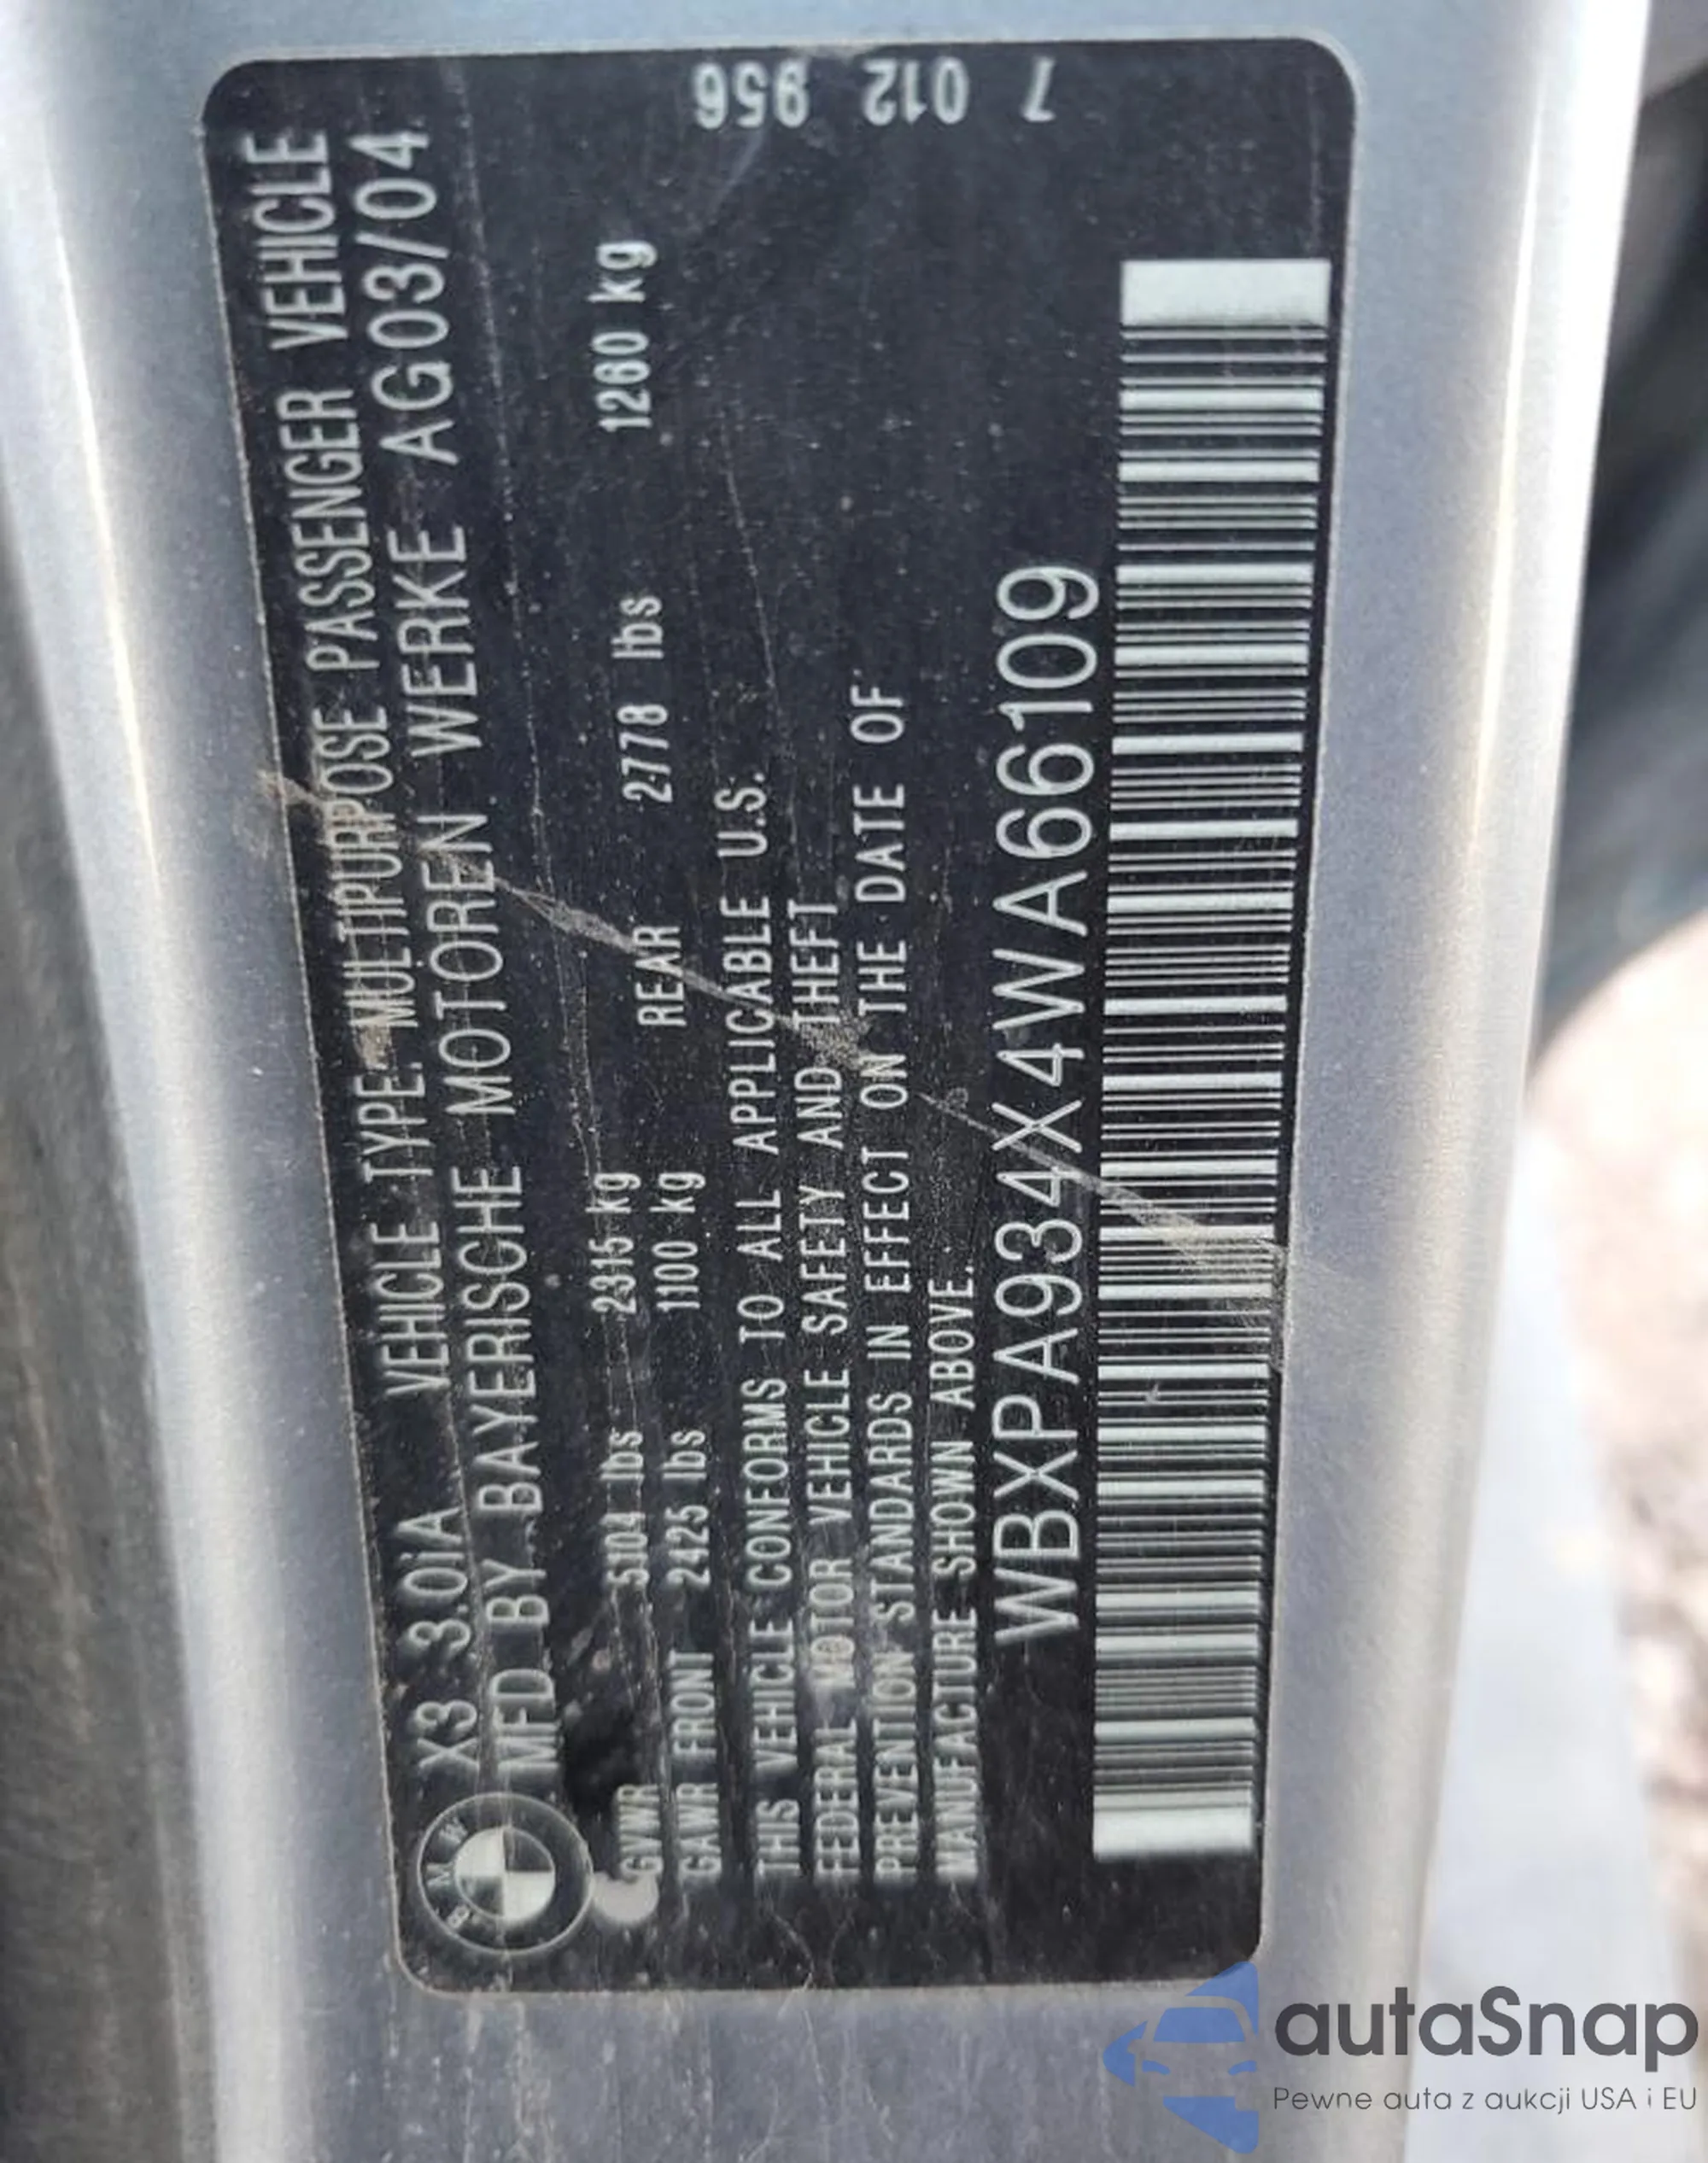 X3 3.0iA VEHICLE TYPE: MULTIPURPOSE PASSENGER VEHICLE
MFD BY BAYERISCHE MOTOREN WERKE AG03/04
GVWR 5104 lbs 2315 kg
GAWR FRONT 2425 lbs 1100 kg REAR 2778 lbs 1260 kg
THIS VEHICLE CONFORMS TO ALL APPLICABLE U.S.
FEDERAL MOTOR VEHICLE SAFETY AND THEFT
PREVENTION STANDARDS IN EFFECT ON THE DATE OF
MANUFACTURE SHOWN ABOVE.
WBXPA934X4WA66109
7 012 956
BMW
autaSnap
Pewne auta z aukcji USA i EU